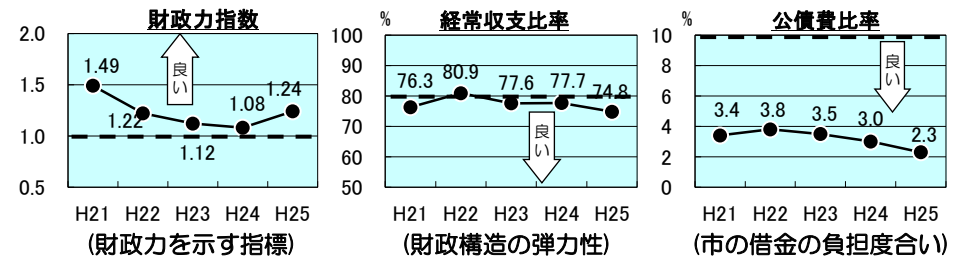 財政力指数
2.0
1.5
1.0
0.5
1.49
1.22
1.12
1.08
1.24
良い
H21 H22 H23 H24 H25
(財政力を示す指標)
経常収支比率
%
100
90
80
70
60
50
76.3
80.9
77.6
77.7
74.8
良い
H21 H22 H23 H24 H25
(財政構造の弾力性)
公債費比率
%
10
8
6
4
2
0
3.4
3.8
3.5
3.0
2.3
良い
H21 H22 H23 H24 H25
(市の借金の負担度合い)